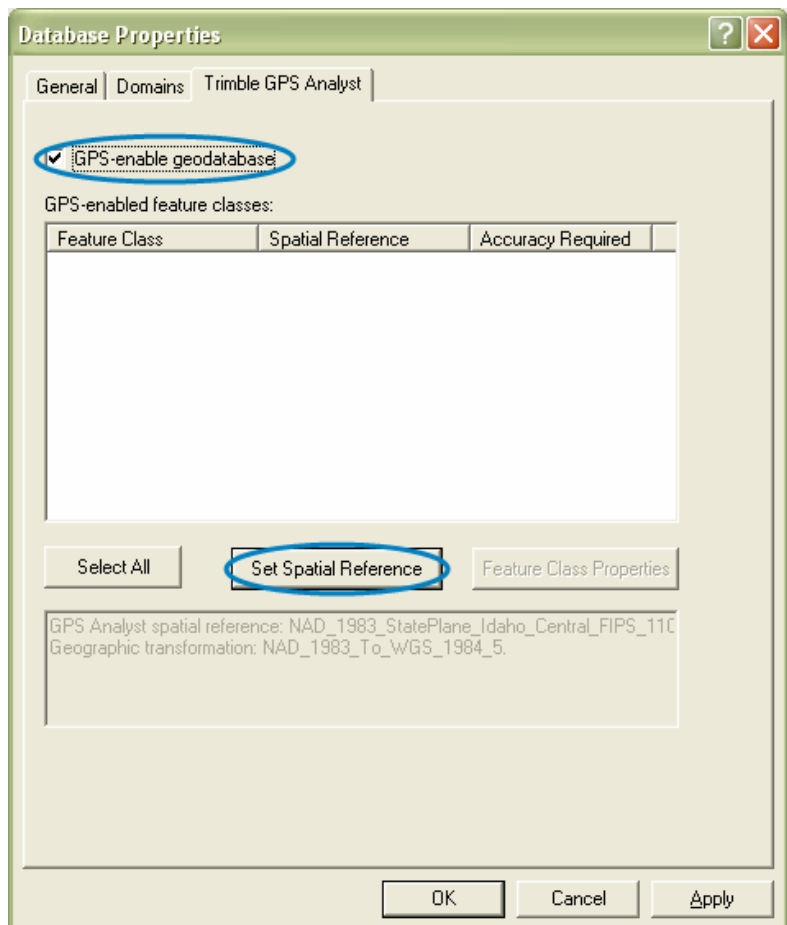 Database Properties
General Domains Trimble GPS Analyst
GPS-enable geodatabase
GPS-enabled feature classes:
Feature Class Spatial Reference Accuracy Required
Select All Set Spatial Reference Feature Class Properties
GPS Analyst spatial reference: NAD_1983_StatePlane_Idaho_Central_FIPS_110
Geographic transformation: NAD_1983_To_WGS_1984_5.
OK Cancel Apply